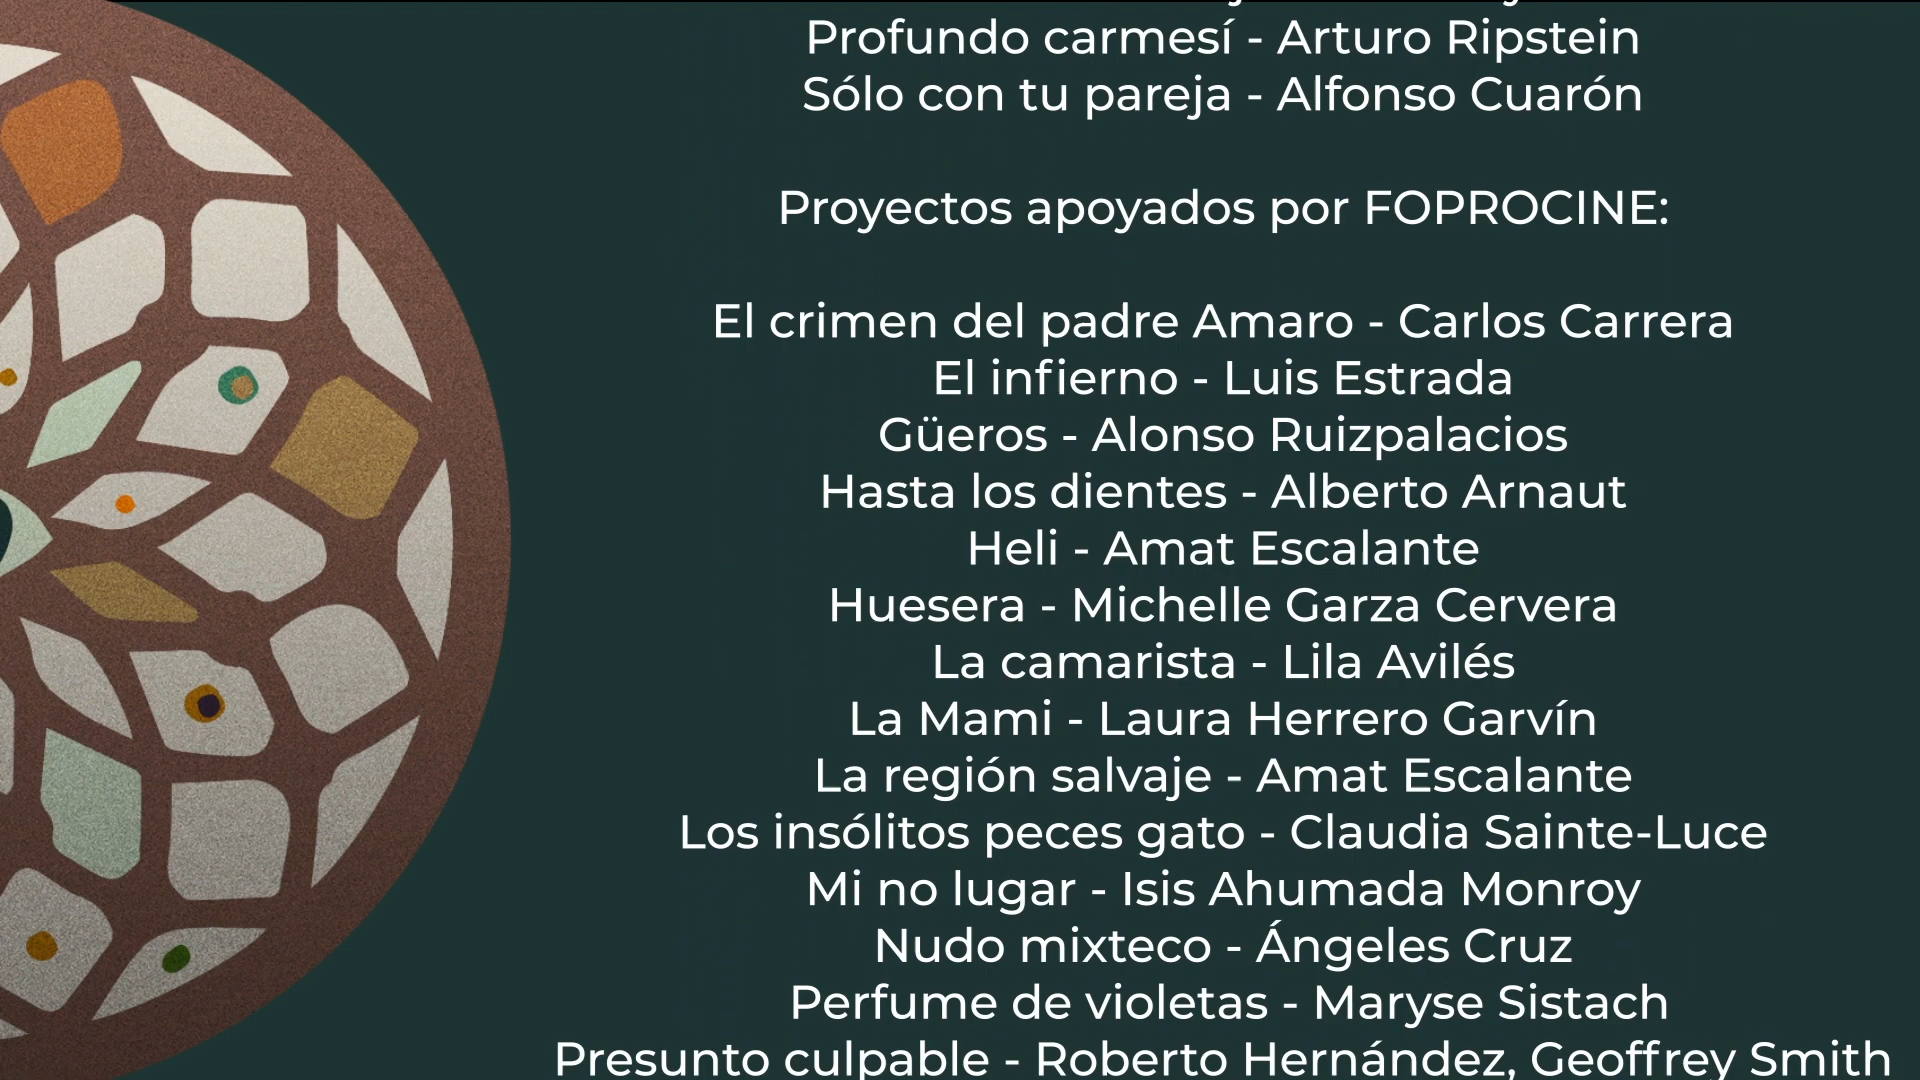 Profundo carmesí - Arturo Ripstein
Sólo con tu pareja - Alfonso Cuarón
Proyectos apoyados por FOPROCINE:
El crimen del padre Amaro - Carlos Carrera
El infierno - Luis Estrada
Güeros - Alonso Ruizpalacios
Hasta los dientes - Alberto Arnaut
Heli - Amat Escalante
Huesera - Michelle Garza Cervera
La camarista - Lila Avilés
La Mami - Laura Herrero Garvín
La región salvaje - Amat Escalante
Los insólitos peces gato - Claudia Sainte-Luce
Mi no lugar - Isis Ahumada Monroy
Nudo mixteco - Ángeles Cruz
Perfume de violetas - Maryse Sistach
Presunto culpable - Roberto Hernández, Geoffrey Smith